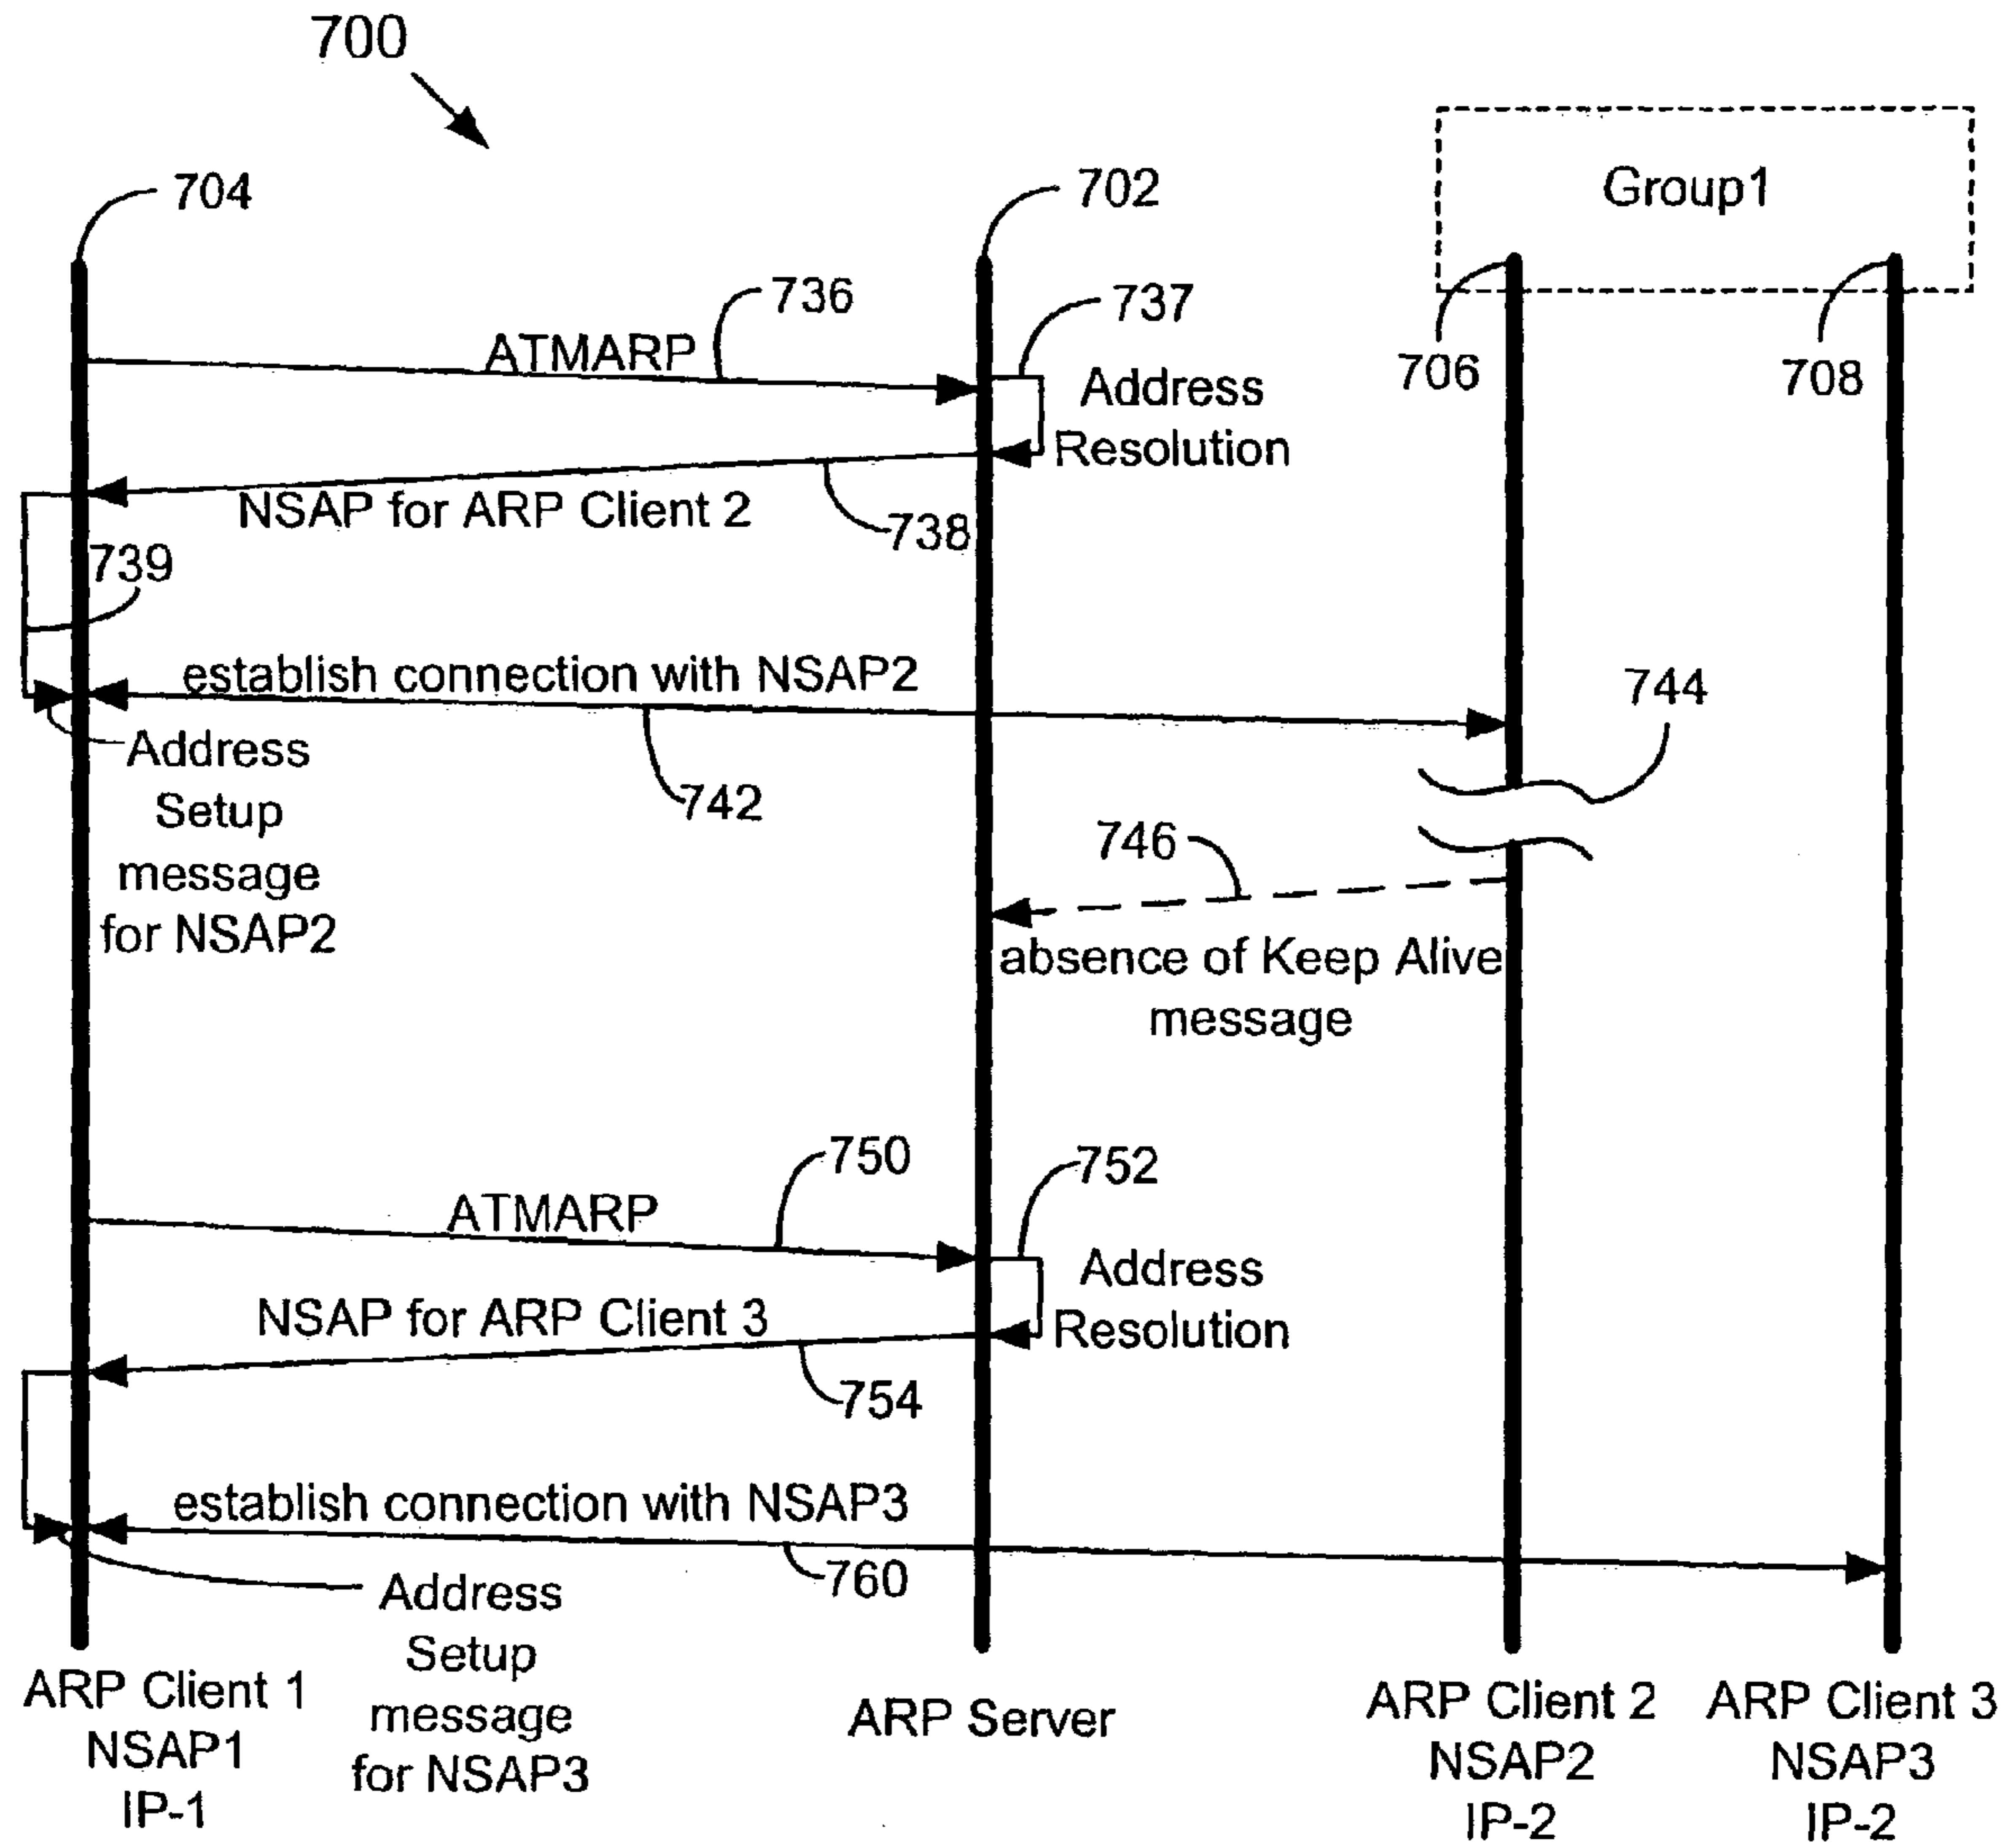 700
704
702
Group1
736
737
706
708
ATMARP
Address
Resolution
NSAP for ARP Client 2
738
739
establish connection with NSAP2
744
Address
Setup
message
for NSAP2
742
746
absence of Keep Alive
message
750
752
ATMARP
Address
Resolution
NSAP for ARP Client 3
754
establish connection with NSAP3
760
Address
Setup
message
for NSAP3
ARP Client 1
NSAP1
IP-1
ARP Server
ARP Client 2
NSAP2
IP-2
ARP Client 3
NSAP3
IP-2